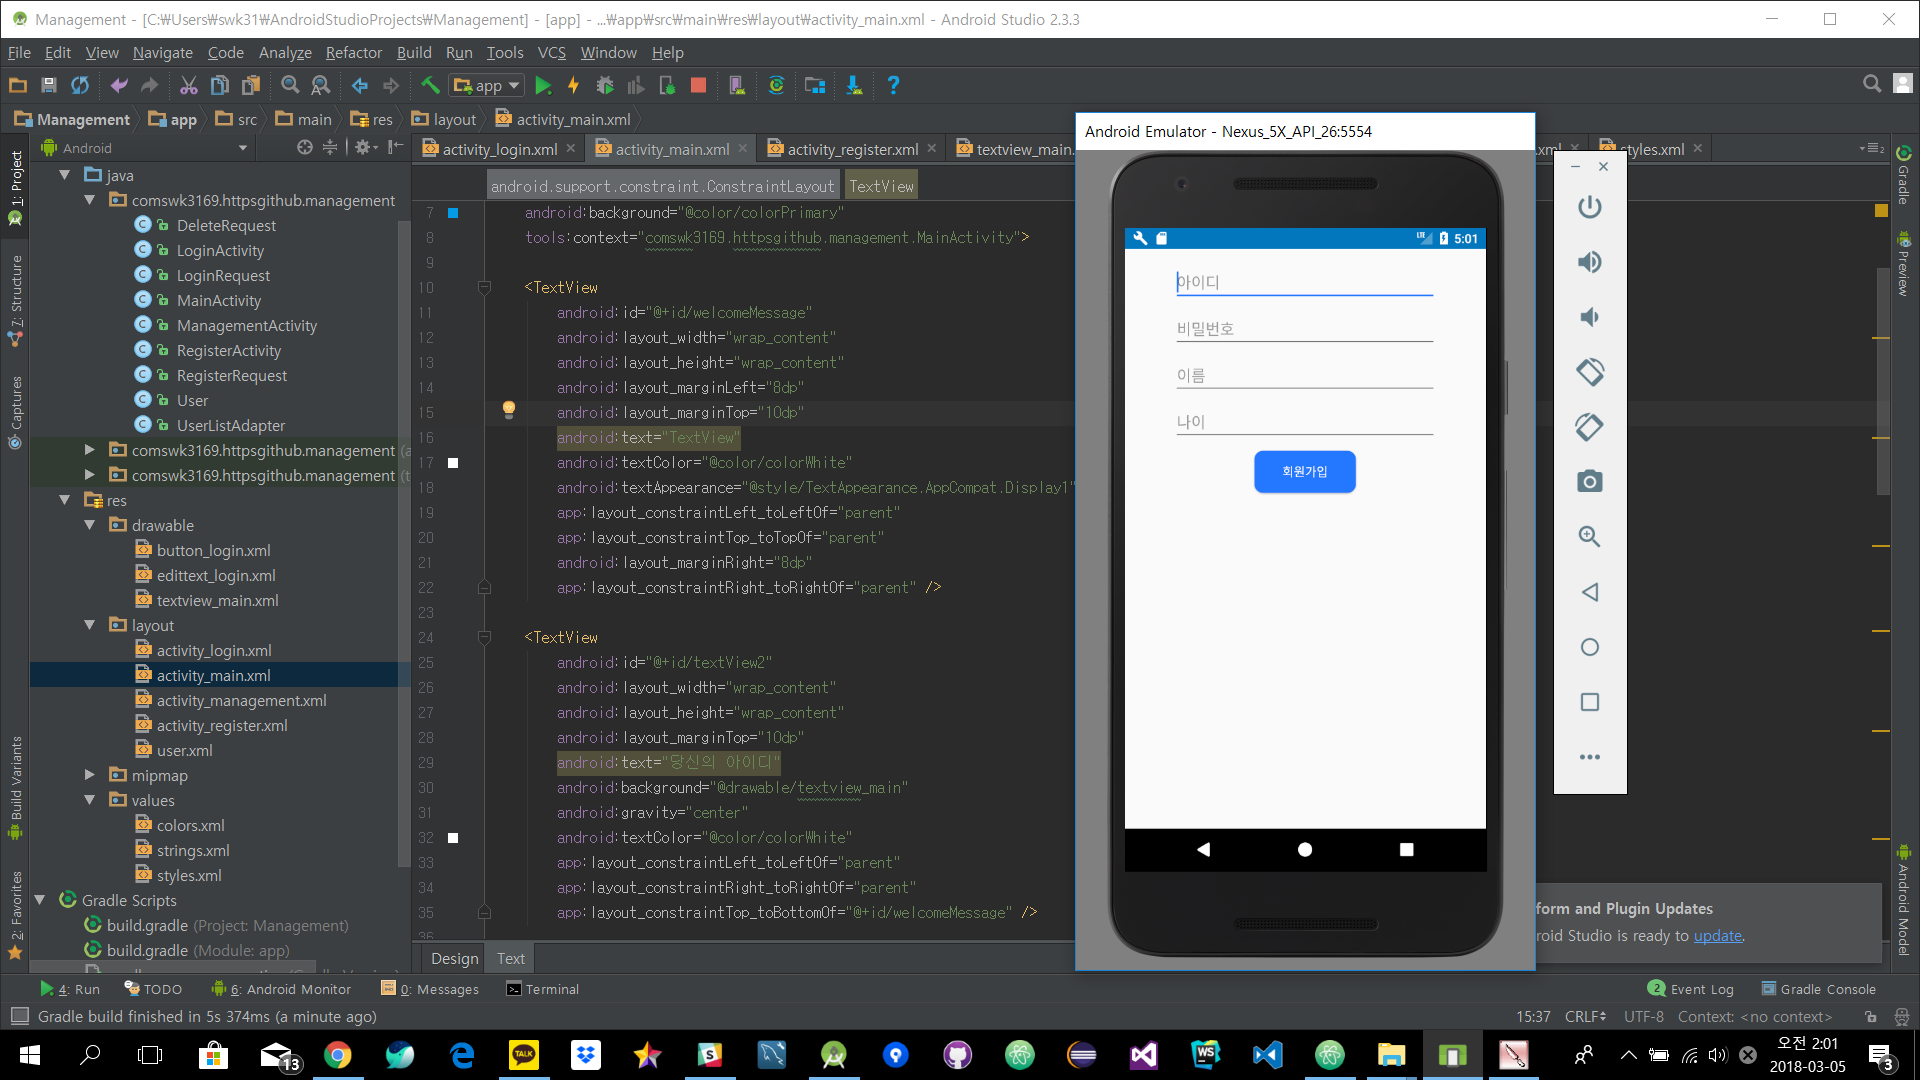 Management - [C:₩Users₩swk31₩AndroidStudioProjects₩Management] - [app] - ...₩app₩src₩main₩res₩layout₩activity_main.xml - Android Studio 2.3.3
File Edit View Navigate Code Analyze Refactor Build Run Tools VCS Window Help
app
Management app src main res layout activity_main.xml
Android Emulator - Nexus_5X_API_26:5554
Android
activity_login.xml activity_main.xml activity_register.xml textview_main. styles.xml
android.support.constraint.ConstraintLayout TextView
1: Project
7: Structure
Captures
Build Variants
2: Favorites
java
comswk3169.httpsgithub.management
DeleteRequest
LoginActivity
LoginRequest
MainActivity
ManagementActivity
RegisterActivity
RegisterRequest
User
UserListAdapter
comswk3169.httpsgithub.management
comswk3169.httpsgithub.management
res
drawable
button_login.xml
edittext_login.xml
textview_main.xml
layout
activity_login.xml
activity_main.xml
activity_management.xml
activity_register.xml
user.xml
mipmap
values
colors.xml
strings.xml
styles.xml
Gradle Scripts
build.gradle (Project: Management)
build.gradle (Module: app)
7 android:background="@color/colorPrimary"
8 tools:context="comswk3169.httpsgithub.management.MainActivity">
9
10 <TextView
11 android:id="@+id/welcomeMessage"
12 android:layout_width="wrap_content"
13 android:layout_height="wrap_content"
14 android:layout_marginLeft="8dp"
15 android:layout_marginTop="10dp"
16 android:text="TextView"
17 android:textColor="@color/colorWhite"
18 android:textAppearance="@style/TextAppearance.AppCompat.Display1"
19 app:layout_constraintLeft_toLeftOf="parent"
20 app:layout_constraintTop_toTopOf="parent"
21 android:layout_marginRight="8dp"
22 app:layout_constraintRight_toRightOf="parent" />
23
24 <TextView
25 android:id="@+id/textView2"
26 android:layout_width="wrap_content"
27 android:layout_height="wrap_content"
28 android:layout_marginTop="10dp"
29 android:text="당신의 아이디"
30 android:background="@drawable/textview_main"
31 android:gravity="center"
32 android:textColor="@color/colorWhite"
33 app:layout_constraintLeft_toLeftOf="parent"
34 app:layout_constraintRight_toRightOf="parent"
35 app:layout_constraintTop_toBottomOf="@+id/welcomeMessage" />
36
Design Text
LTE 5:01
아이디
비밀번호
이름
나이
회원가입
Gradle
Preview
Android Model
form and Plugin Updates
roid Studio is ready to update.
4: Run TODO 6: Android Monitor 0: Messages Terminal
2 Event Log Gradle Console
Gradle build finished in 5s 374ms (a minute ago)
15:37 CRLF UTF-8 Context: <no context>
13
TALK
WS
오전 2:01
2018-03-05
3